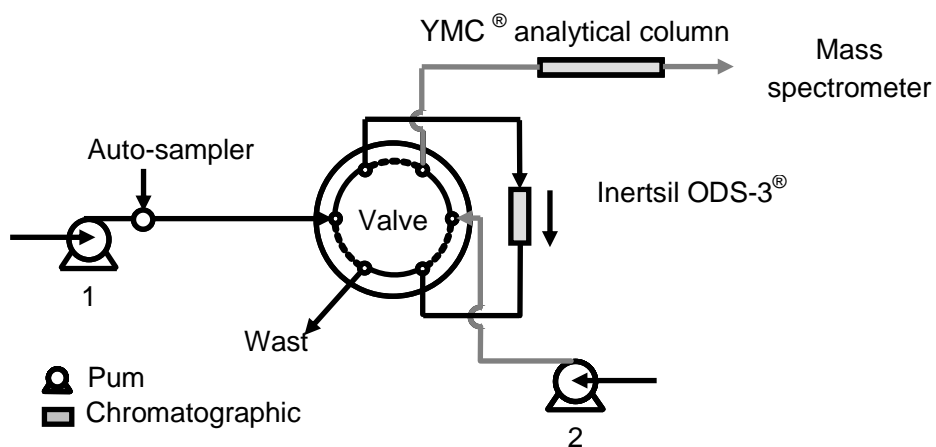 YMC ® analytical column
Mass
spectrometer
Auto-sampler
Inertsil ODS-3®
Valve
1
Wast
Pum
Chromatographic
2